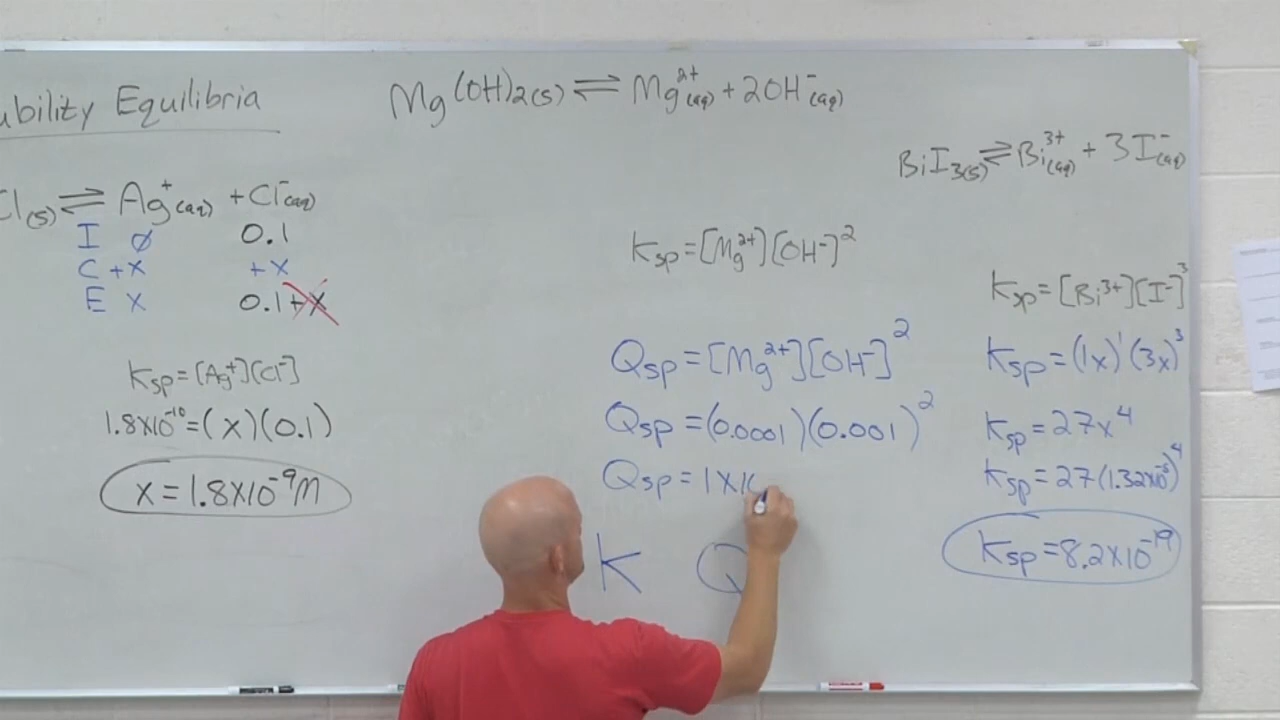 ubility Equilibria
Mg(OH)₂(s) ⇌ Mg²⁺(aq) + 2OH⁻(aq)
BiI₃(s) ⇌ Bi³⁺(aq) + 3I⁻(aq)
Cl(s) ⇌ Ag⁺(aq) + Cl⁻(aq)
I ∅ 0.1
C +x +x
E x 0.1+x
Ksp=[Ag⁺][Cl⁻]
1.8x10⁻¹⁰=(x)(0.1)
x=1.8x10⁻⁹M
Ksp=[Mg²⁺][OH⁻]²
Qsp=[Mg²⁺][OH⁻]²
Qsp=(0.0001)(0.001)²
Qsp=1x10
K Q
Ksp=[Bi³⁺][I⁻]³
Ksp=(1x)¹(3x)³
Ksp=27x⁴
Ksp=27(1.32x10⁻⁵)⁴
Ksp=8.2x10⁻¹⁹